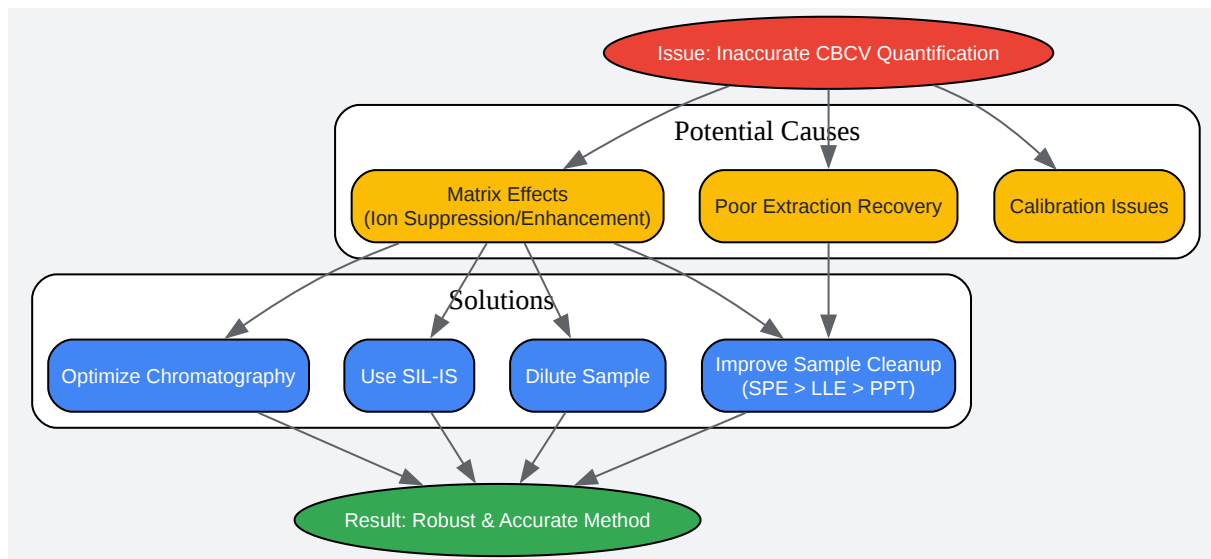 Issue: Inaccurate CBCV Quantification
Potential Causes
Matrix Effects
(Ion Suppression/Enhancement)
Poor Extraction Recovery
Calibration Issues
Solutions
Optimize Chromatography
Use SIL-IS
Dilute Sample
Improve Sample Cleanup
(SPE > LLE > PPT)
Result: Robust & Accurate Method